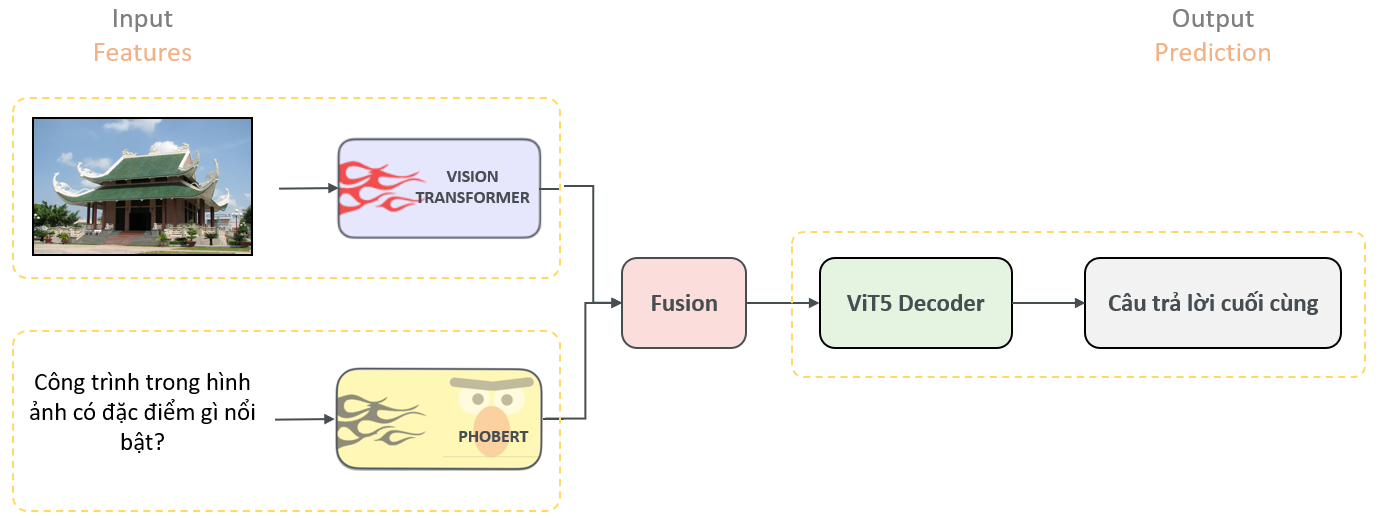 Input
Features
Output
Prediction
VISION
TRANSFORMER
Công trình trong hình
ảnh có đặc điểm gì nổi
bật?
PHOBERT
Fusion
ViT5 Decoder
Câu trả lời cuối cùng